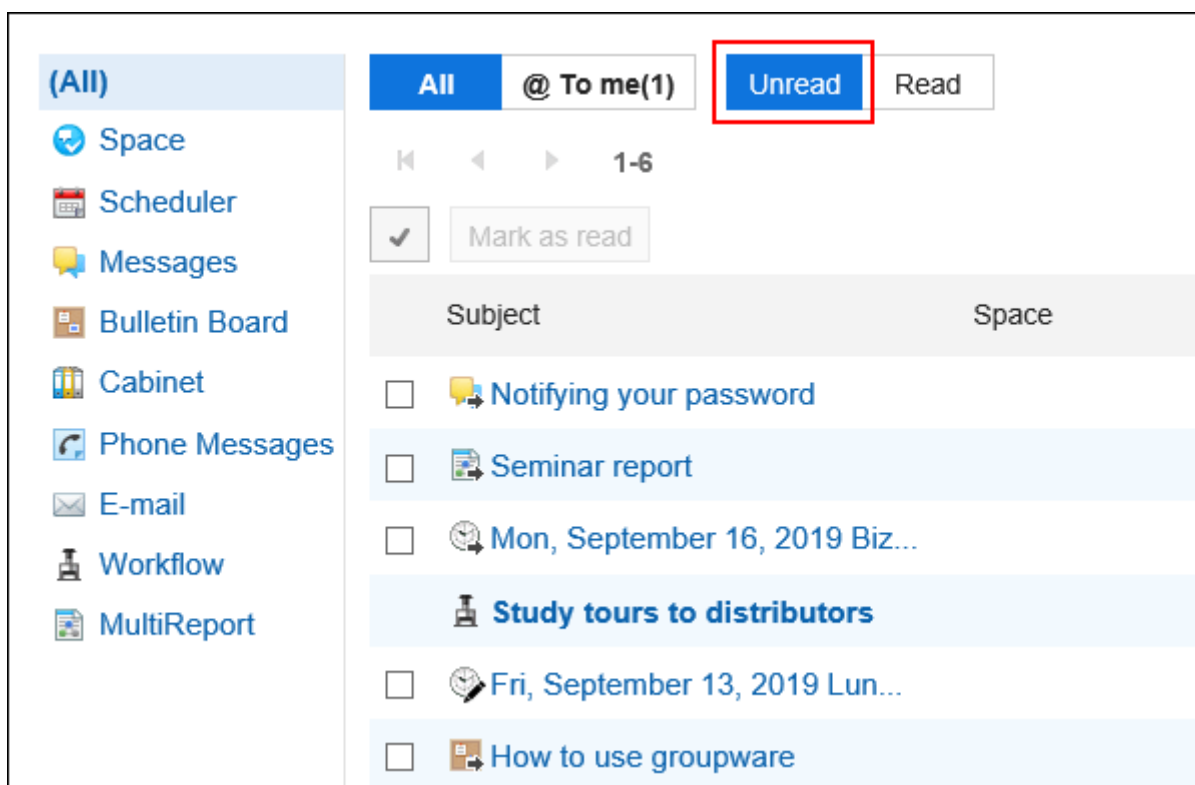 (All)
Space
Scheduler
Messages
Bulletin Board
Cabinet
Phone Messages
E-mail
Workflow
MultiReport
All @ To me(1) Unread Read
1-6
Mark as read
Subject Space
Notifying your password
Seminar report
Mon, September 16, 2019 Biz...
Study tours to distributors
Fri, September 13, 2019 Lun...
How to use groupware